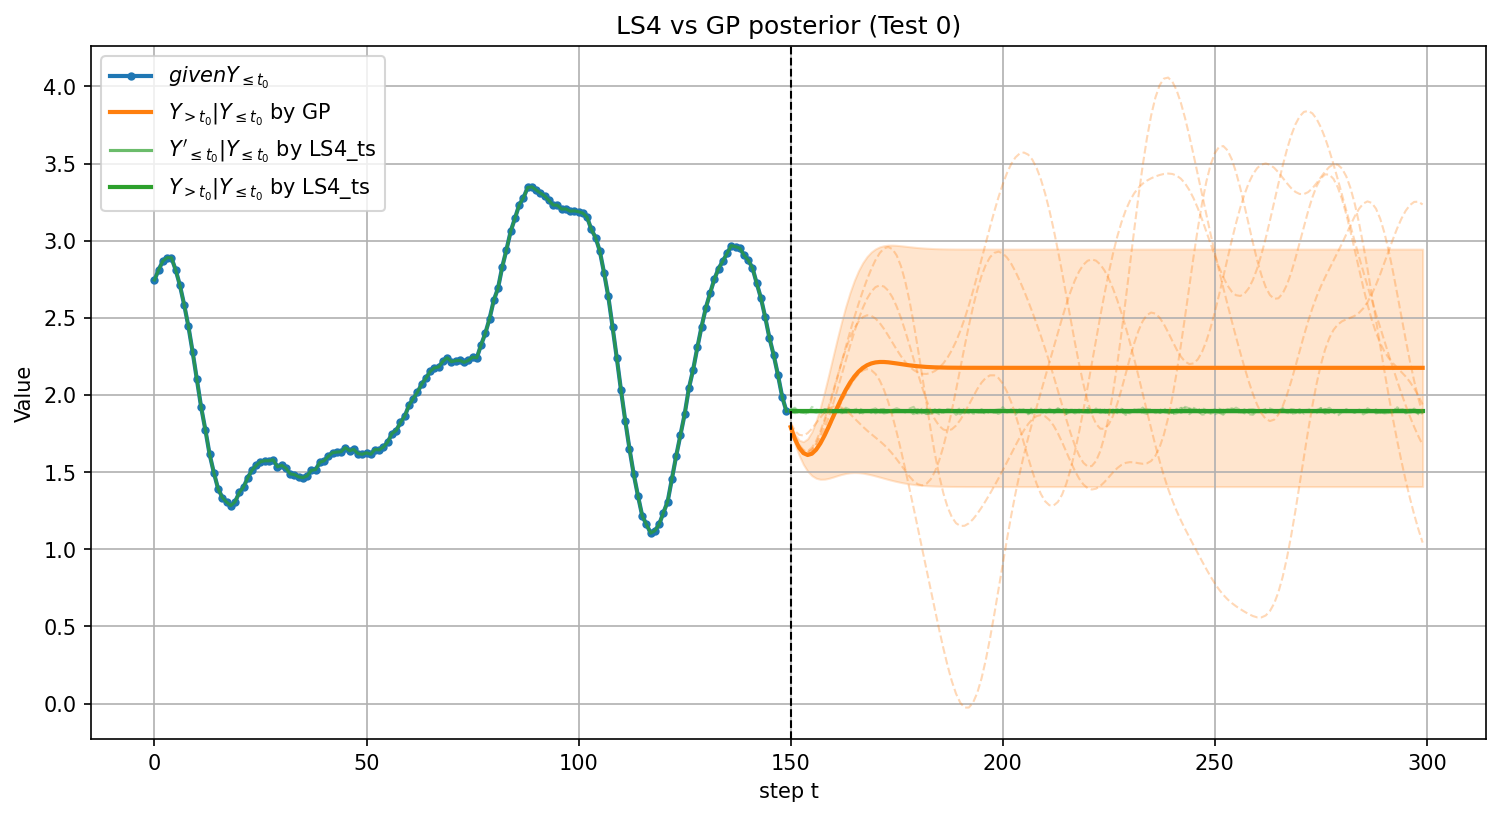 LS4 vs GP posterior (Test 0)
givenY≤t₀
Y>t₀|Y≤t₀ by GP
Y′≤t₀|Y≤t₀ by LS4_ts
Y>t₀|Y≤t₀ by LS4_ts
4.0
3.5
3.0
2.5
2.0
1.5
1.0
0.5
0.0
Value
0 50 100 150 200 250 300
step t